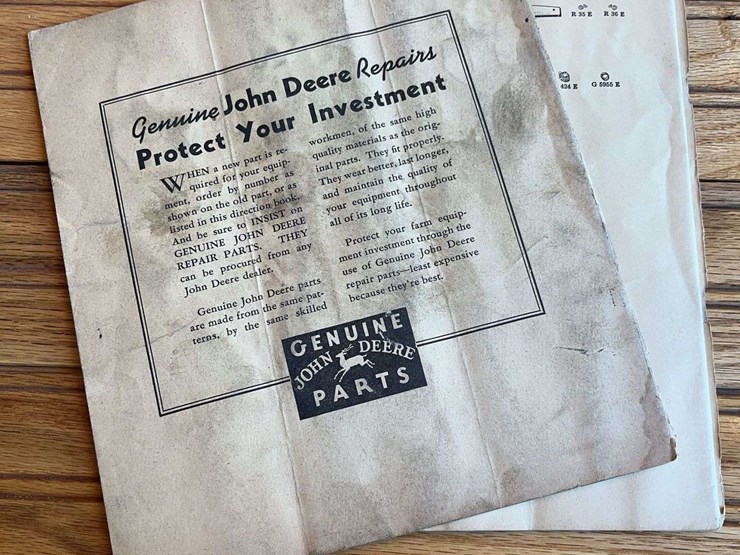 Genuine John Deere Repairs
Protect Your Investment
WHEN a new part is re-
quired for your equip-
ment, order by number as
shown on the old part, or as
listed in this direction book.
And be sure to INSIST on
GENUINE JOHN DEERE
REPAIR PARTS. THEY
can be procured from any
John Deere dealer.
Genuine John Deere parts
are made from the same pat-
terns, by the same skilled
workmen, of the same high
quality materials as the orig-
inal parts. They fit properly.
They wear better, last longer,
and maintain the quality of
your equipment throughout
all of its long life.
Protect your farm equip-
ment investment through the
use of Genuine John Deere
repair parts—least expensive
because they're best.
GENUINE
JOHN DEERE
PARTS
R 35 E R 36 E
424 E G 5955 E